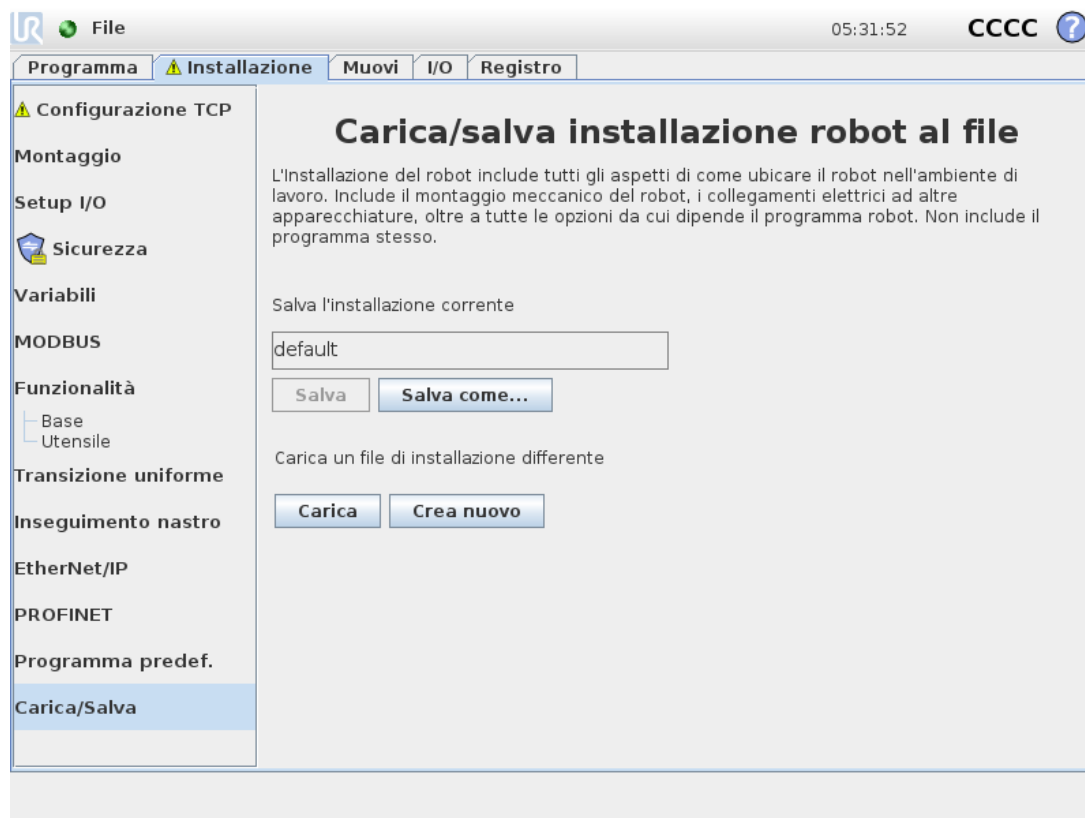 UR File 05:31:52 CCCC ?
Programma Installazione Muovi I/O Registro
Configurazione TCP
Montaggio
Setup I/O
Sicurezza
Variabili
MODBUS
Funzionalità
Base
Utensile
Transizione uniforme
Inseguimento nastro
EtherNet/IP
PROFINET
Programma predef.
Carica/Salva
Carica/salva installazione robot al file
L'Installazione del robot include tutti gli aspetti di come ubicare il robot nell'ambiente di
lavoro. Include il montaggio meccanico del robot, i collegamenti elettrici ad altre
apparecchiature, oltre a tutte le opzioni da cui dipende il programma robot. Non include il
programma stesso.
Salva l'installazione corrente
default
Salva Salva come...
Carica un file di installazione differente
Carica Crea nuovo